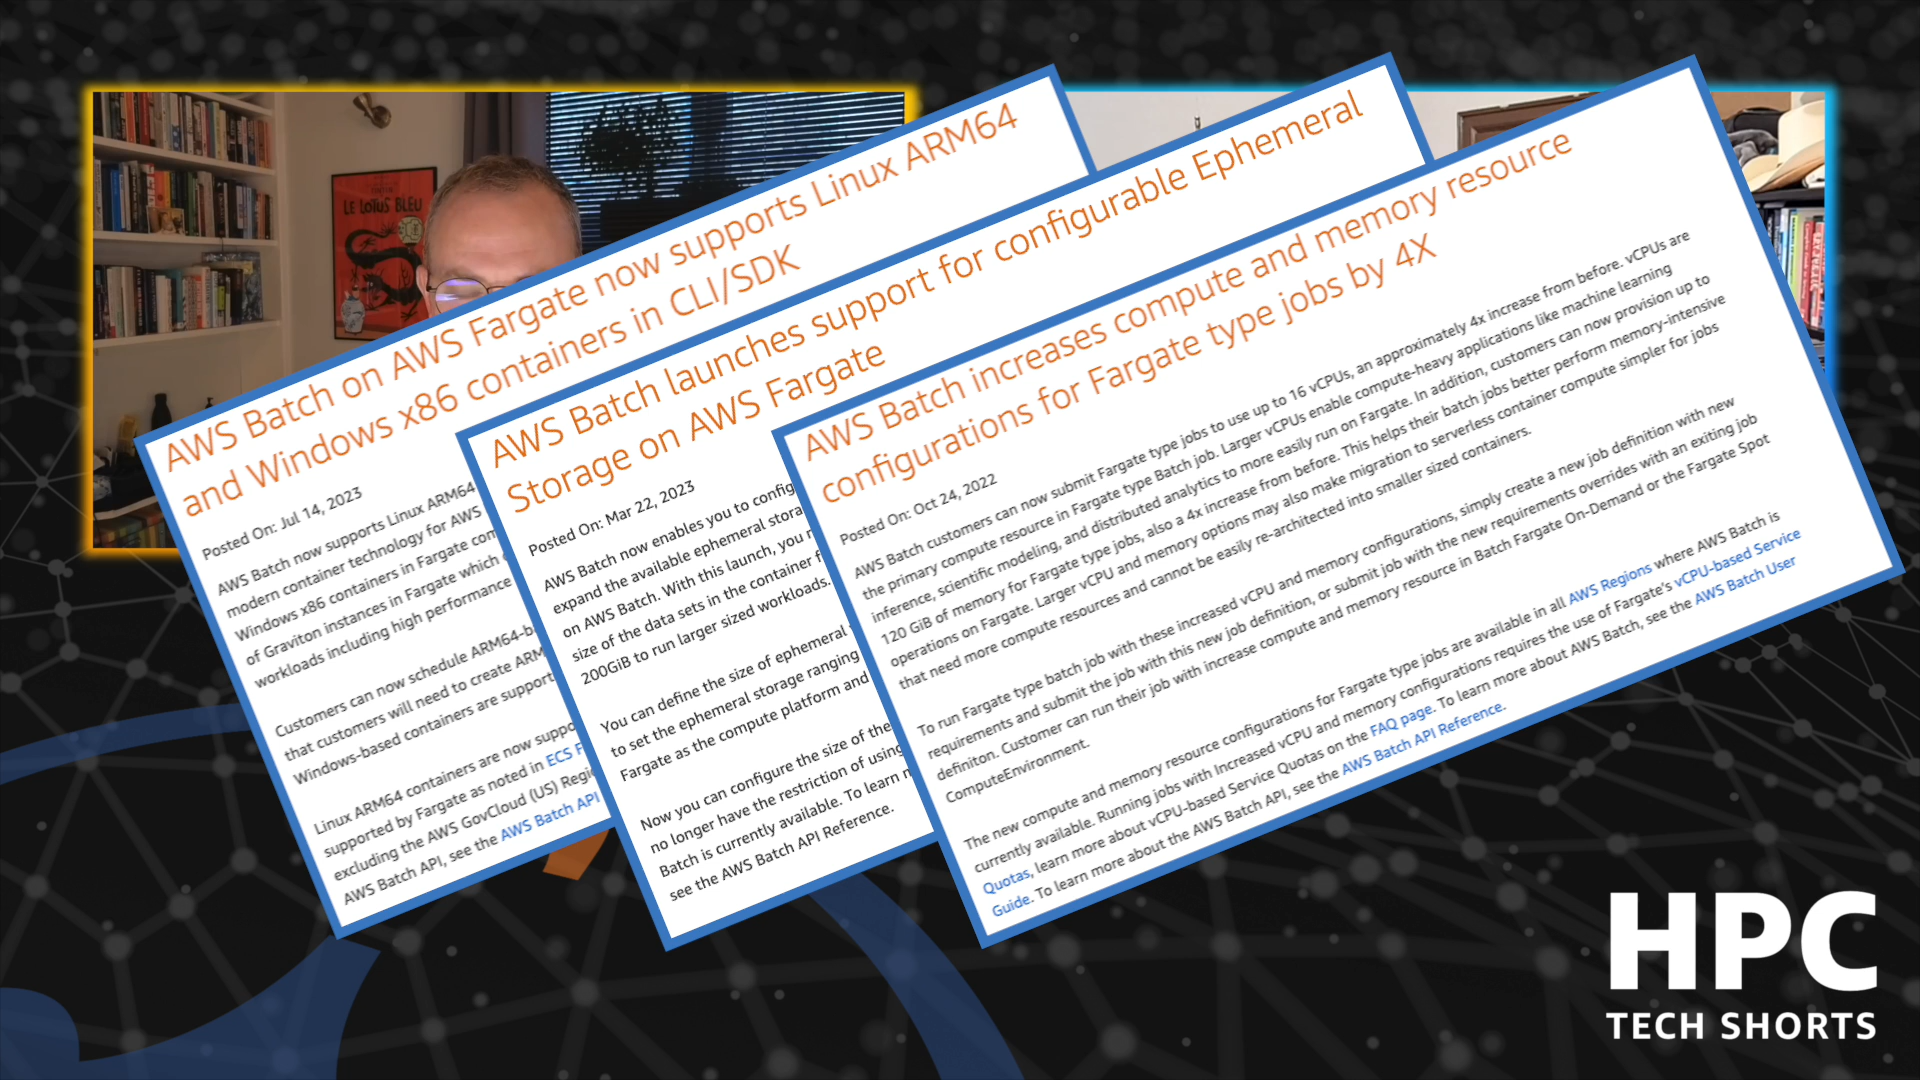 LE LOTUS BLEU
AWS Batch on AWS Fargate now supports Linux ARM64
and Windows x86 containers in CLI/SDK
Posted On: Jul 14, 2023
AWS Batch now supports Linux ARM64
modern container technology for AWS
Windows x86 containers in Fargate com
of Graviton instances in Fargate which
workloads including high performance
Customers can now schedule ARM64-b
that customers will need to create ARM
Windows-based containers are support
Linux ARM64 containers are now suppo
supported by Fargate as noted in ECS F
excluding the AWS GovCloud (US) Regi
AWS Batch API, see the AWS Batch API
AWS Batch launches support for configurable Ephemeral
Storage on AWS Fargate
Posted On: Mar 22, 2023
AWS Batch now enables you to config
expand the available ephemeral stora
on AWS Batch. With this launch, you
size of the data sets in the container f
200GiB to run larger sized workloads.
You can define the size of ephemeral
to set the ephemeral storage ranging
Fargate as the compute platform and
Now you can configure the size of the
no longer have the restriction of using
Batch is currently available. To learn
see the AWS Batch API Reference.
AWS Batch increases compute and memory resource
configurations for Fargate type jobs by 4X
Posted On: Oct 24, 2022
AWS Batch customers can now submit Fargate type jobs to use up to 16 vCPUs, an approximately 4x increase from before. vCPUs are
the primary compute resource in Fargate type Batch job. Larger vCPUs enable compute-heavy applications like machine learning
inference, scientific modeling, and distributed analytics to more easily run on Fargate. In addition, customers can now provision up to
120 GiB of memory for Fargate type jobs, also a 4x increase from before. This helps their batch jobs better perform memory-intensive
operations on Fargate. Larger vCPU and memory options may also make migration to serverless container compute simpler for jobs
that need more compute resources and cannot be easily re-architected into smaller sized containers.
To run Fargate type batch job with these increased vCPU and memory configurations, simply create a new job definition with new
requirements and submit the job with this new job definition, or submit job with the new requirements overrides with an exiting job
definiton. Customer can run their job with increase compute and memory resource in Batch Fargate On-Demand or the Fargate Spot
ComputeEnvironment.
The new compute and memory resource configurations for Fargate type jobs are available in all AWS Regions where AWS Batch is
currently available. Running jobs with Increased vCPU and memory configurations requires the use of Fargate's vCPU-based Service
Quotas, learn more about vCPU-based Service Quotas on the FAQ page. To learn more about AWS Batch, see the AWS Batch User
Guide. To learn more about the AWS Batch API, see the AWS Batch API Reference.
HPC
TECH SHORTS